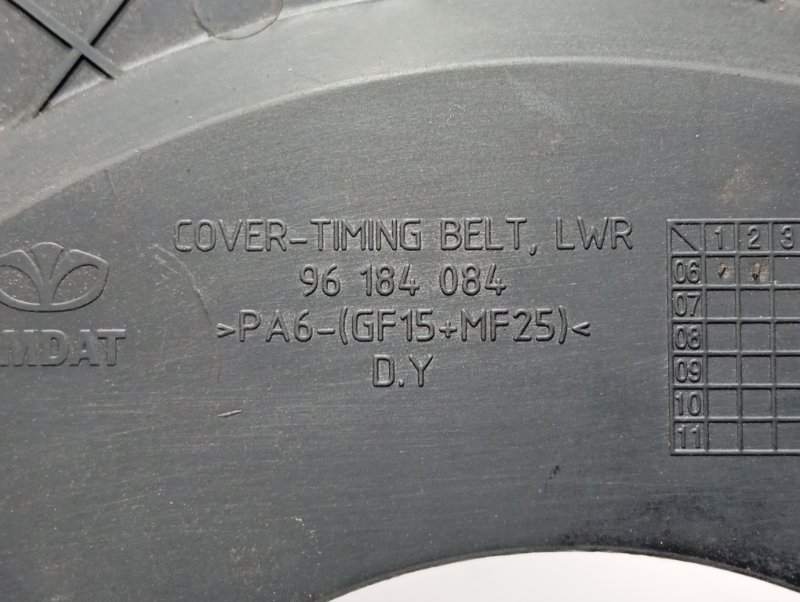 COVER-TIMING BELT, LWR
96 184 084
>PA6-(GF15+MF25)<
D.Y
MDAT
1 2 3
06
07
08
09
10
11